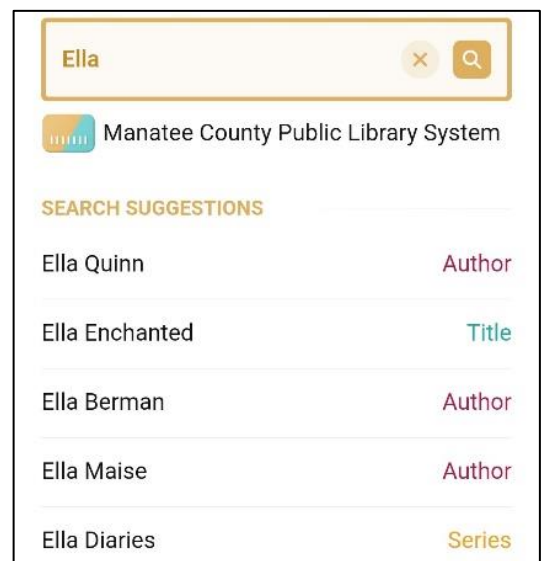 Ella
Manatee County Public Library System
SEARCH SUGGESTIONS
Ella Quinn Author
Ella Enchanted Title
Ella Berman Author
Ella Maise Author
Ella Diaries Series